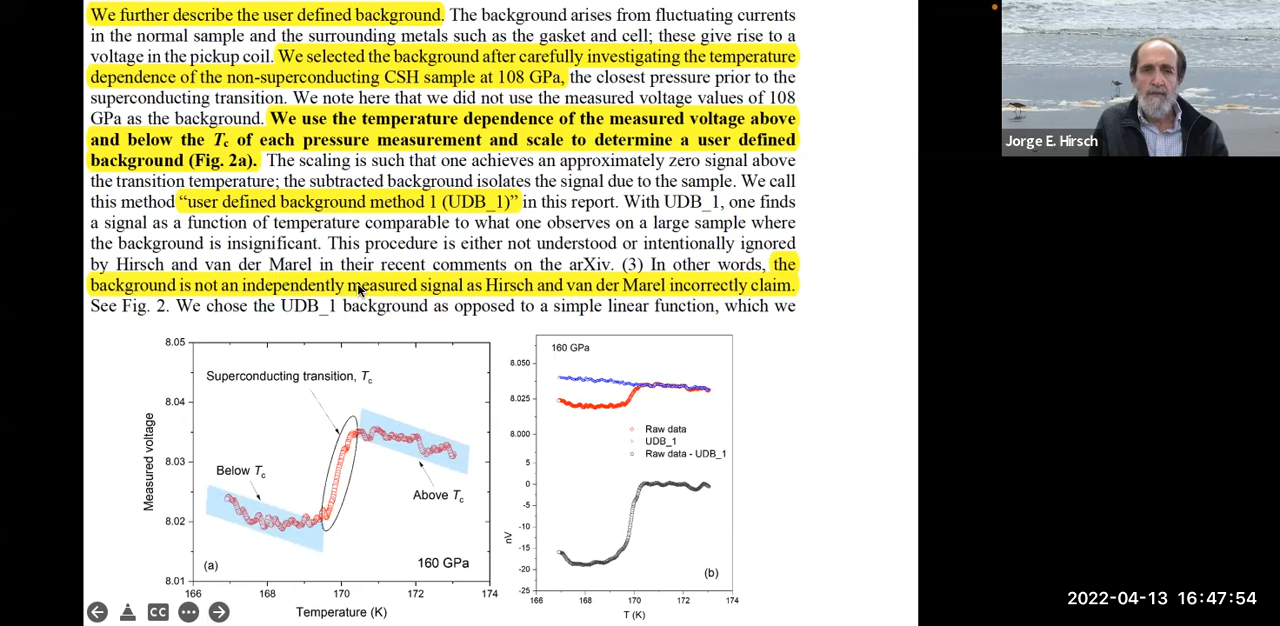 We further describe the user defined background. The background arises from fluctuating currents
in the normal sample and the surrounding metals such as the gasket and cell; these give rise to a
voltage in the pickup coil. We selected the background after carefully investigating the temperature
dependence of the non-superconducting CSH sample at 108 GPa, the closest pressure prior to the
superconducting transition. We note here that we did not use the measured voltage values of 108
GPa as the background. We use the temperature dependence of the measured voltage above
and below the Tc of each pressure measurement and scale to determine a user defined
background (Fig. 2a). The scaling is such that one achieves an approximately zero signal above
the transition temperature; the subtracted background isolates the signal due to the sample. We call
this method “user defined background method 1 (UDB_1)” in this report. With UDB_1, one finds
a signal as a function of temperature comparable to what one observes on a large sample where
the background is insignificant. This procedure is either not understood or intentionally ignored
by Hirsch and van der Marel in their recent comments on the arXiv. (3) In other words, the
background is not an independently measured signal as Hirsch and van der Marel incorrectly claim.
See Fig. 2. We chose the UDB_1 background as opposed to a simple linear function, which we
8.05
8.04
8.03
8.02
8.01
Measured voltage
Superconducting transition, Tc
Below Tc
Above Tc
(a)
160 GPa
166 168 170 172 174
Temperature (K)
160 GPa
8.050
8.025
8.000
Raw data
UDB_1
Raw data - UDB_1
5
0
-5
-10
-15
-20
-25
nV
(b)
166 168 170 172 174
T (K)
CC
Jorge E. Hirsch
2022-04-13 16:47:54